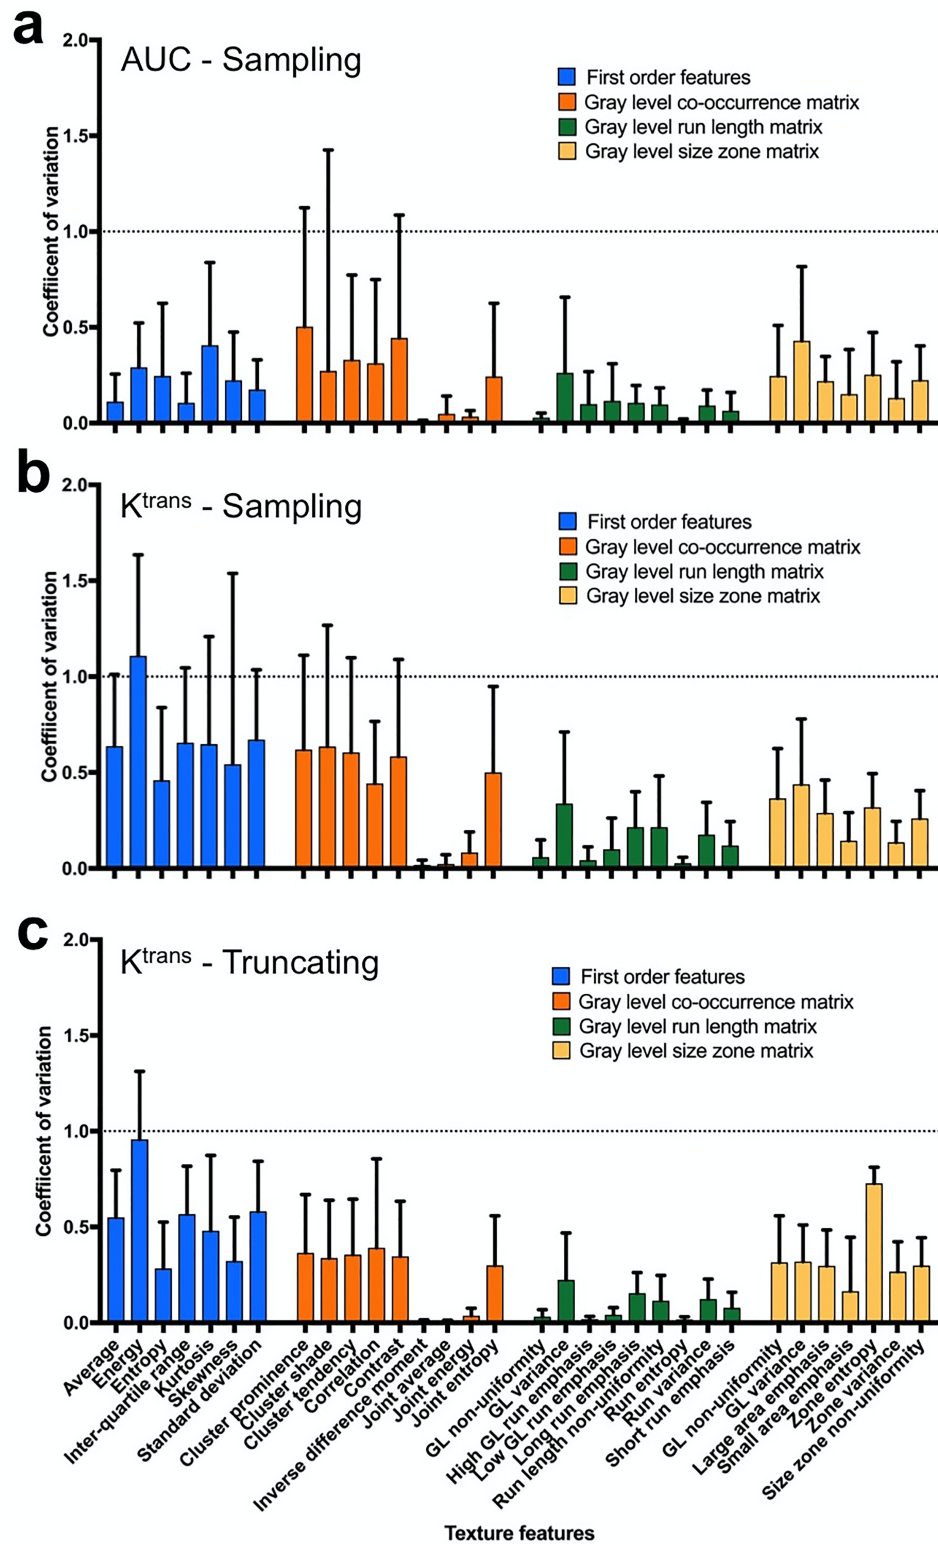 a
2.0
AUC - Sampling
First order features
Gray level co-occurrence matrix
Gray level run length matrix
Gray level size zone matrix
1.5
1.0
0.5
0.0
Coeffiicent of variation
b
2.0
Ktrans - Sampling
First order features
Gray level co-occurrence matrix
Gray level run length matrix
Gray level size zone matrix
1.5
1.0
0.5
0.0
Coeffiicent of variation
c
2.0
Ktrans - Truncating
First order features
Gray level co-occurrence matrix
Gray level run length matrix
Gray level size zone matrix
1.5
1.0
0.5
0.0
Coeffiicent of variation
Average
Energy
Entropy
Inter-quartile range
Kurtosis
Skewness
Standard deviation
Cluster prominence
Cluster shade
Cluster tendency
Correlation
Contrast
Inverse difference moment
Joint average
Joint energy
Joint entropy
GL non-uniformity
GL variance
High GL run emphasis
Low GL run emphasis
Long run emphasis
Run length non-uniformity
Run entropy
Run variance
Short run emphasis
GL non-uniformity
GL variance
Large area emphasis
Small area emphasis
Zone entropy
Zone variance
Size zone non-uniformity
Texture features